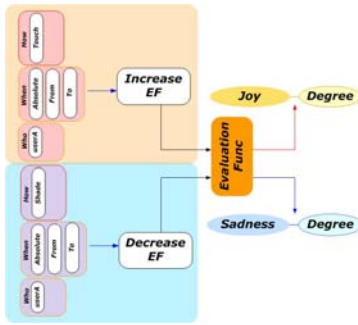 How
Touch
When
Absolute
From
To
Who
userA
Increase
EF
Joy
Degree
Evaluation
Func
Sadness
Degree
How
Shade
When
Absolute
From
To
Who
userA
Decrease
EF